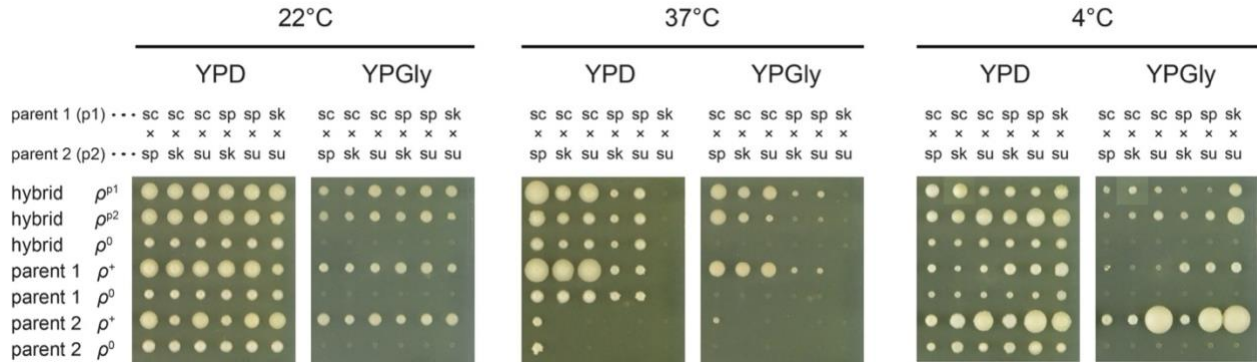 22°C 37°C 4°C
YPD YPGly YPD YPGly YPD YPGly
parent 1 (p1) ··· sc sc sc sp sp sk sc sc sc sp sp sk sc sc sc sp sp sk sc sc sc sp sp sk sc sc sc sp sp sk sc sc sc sp sp sk
× × × × × × × × × × × × × × × × × × × × × × × × × × × × × × × × × × × ×
parent 2 (p2) ··· sp sk su sk su su sp sk su sk su su sp sk su sk su su sp sk su sk su su sp sk su sk su su sp sk su sk su su
hybrid ρᵖ¹
hybrid ρᵖ²
hybrid ρ⁰
parent 1 ρ⁺
parent 1 ρ⁰
parent 2 ρ⁺
parent 2 ρ⁰